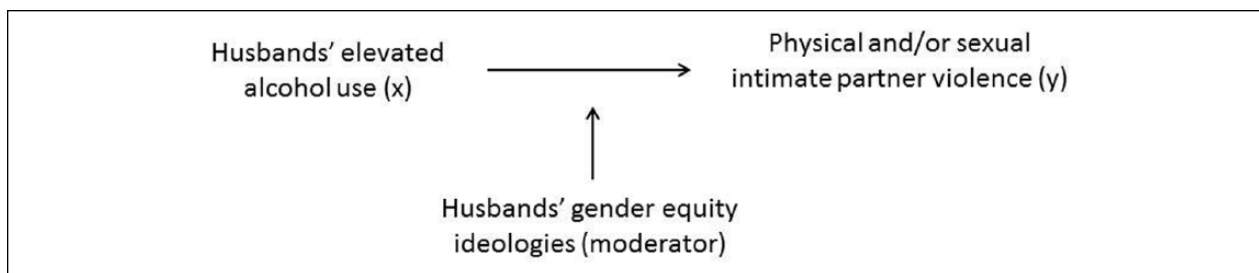 Husbands' elevated
alcohol use (x)
Physical and/or sexual
intimate partner violence (y)
Husbands' gender equity
ideologies (moderator)